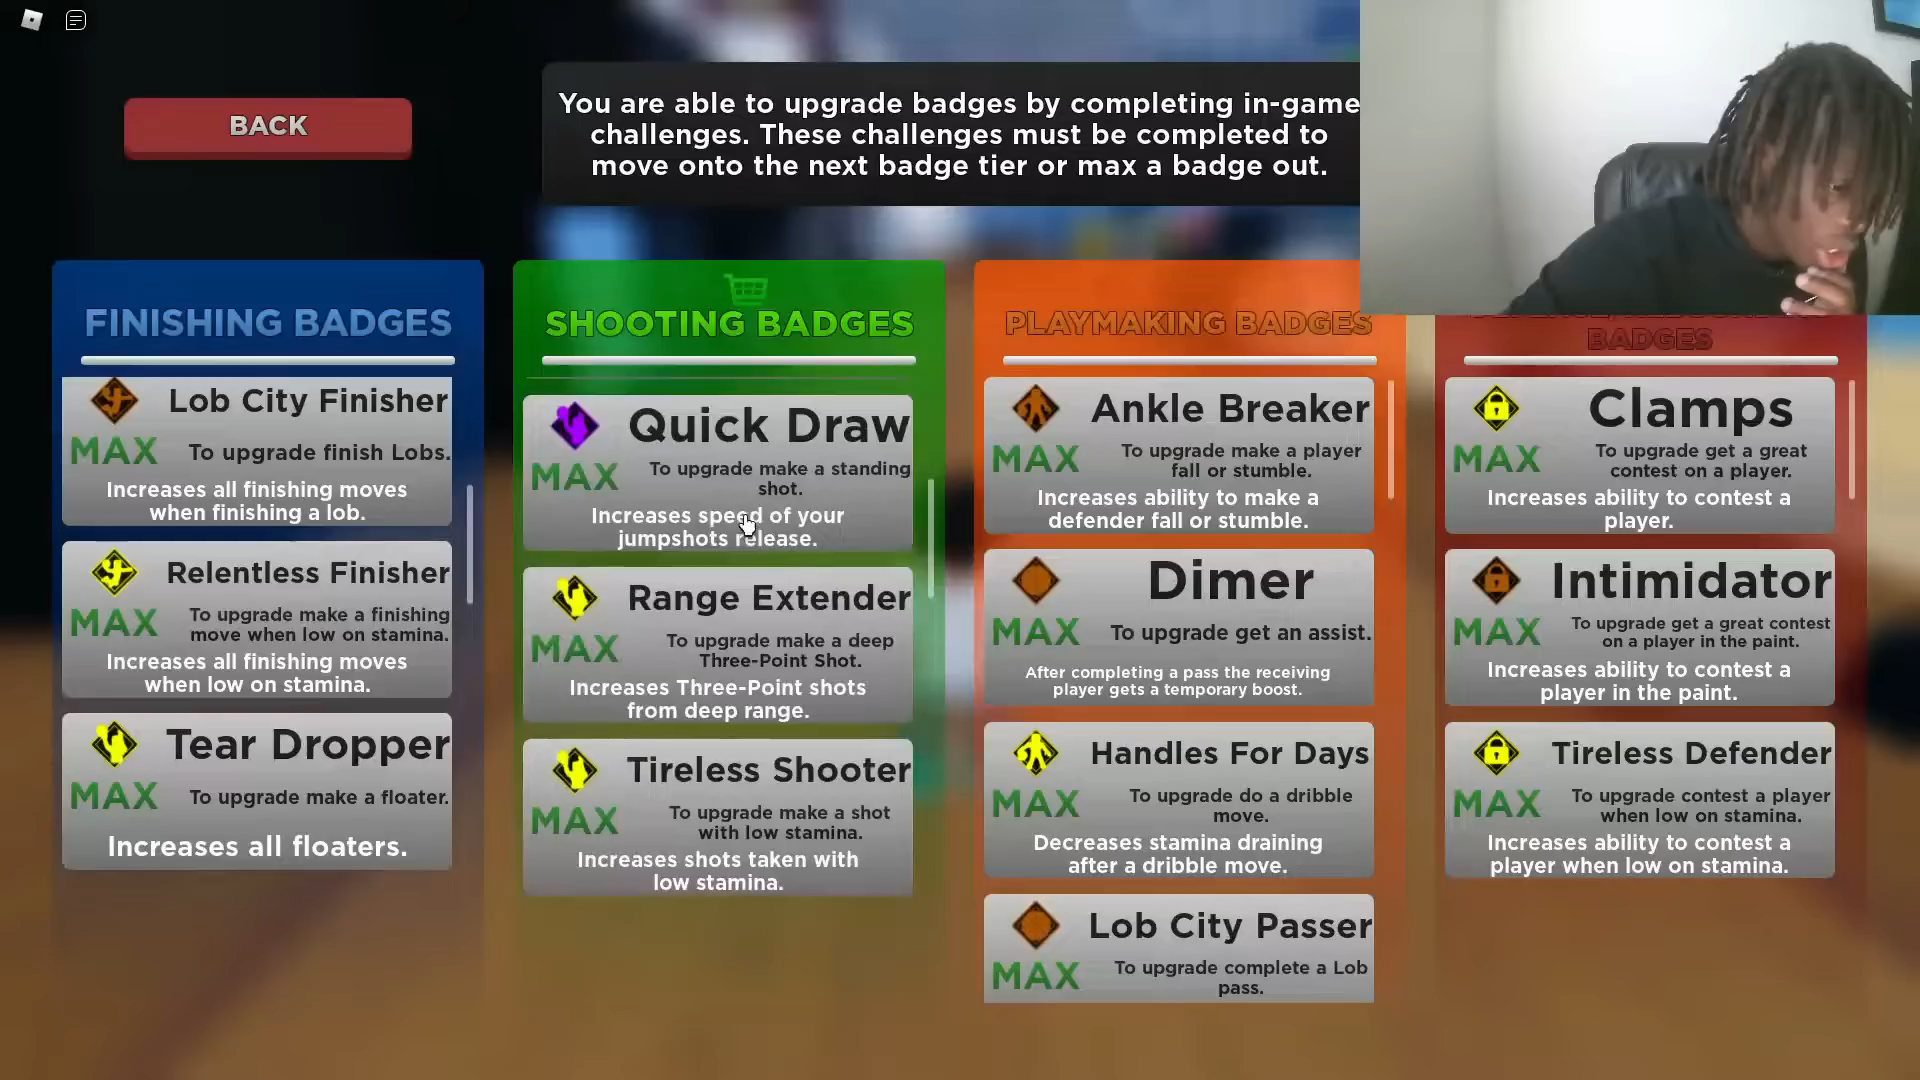 BACK
You are able to upgrade badges by completing in-game
challenges. These challenges must be completed to
move onto the next badge tier or max a badge out.
FINISHING BADGES
Lob City Finisher
MAX
To upgrade finish Lobs.
Increases all finishing moves
when finishing a lob.
Relentless Finisher
MAX
To upgrade make a finishing
move when low on stamina.
Increases all finishing moves
when low on stamina.
Tear Dropper
MAX
To upgrade make a floater.
Increases all floaters.
SHOOTING BADGES
Quick Draw
MAX
To upgrade make a standing
shot.
Increases speed of your
jumpshots release.
Range Extender
MAX
To upgrade make a deep
Three-Point Shot.
Increases Three-Point shots
from deep range.
Tireless Shooter
MAX
To upgrade make a shot
with low stamina.
Increases shots taken with
low stamina.
PLAYMAKING BADGES
Ankle Breaker
MAX
To upgrade make a player
fall or stumble.
Increases ability to make a
defender fall or stumble.
Dimer
MAX
To upgrade get an assist.
After completing a pass the receiving
player gets a temporary boost.
Handles For Days
MAX
To upgrade do a dribble
move.
Decreases stamina draining
after a dribble move.
Lob City Passer
MAX
To upgrade complete a Lob
pass.
BADGES
Clamps
MAX
To upgrade get a great
contest on a player.
Increases ability to contest a
player.
Intimidator
MAX
To upgrade get a great contest
on a player in the paint.
Increases ability to contest a
player in the paint.
Tireless Defender
MAX
To upgrade contest a player
when low on stamina.
Increases ability to contest a
player when low on stamina.